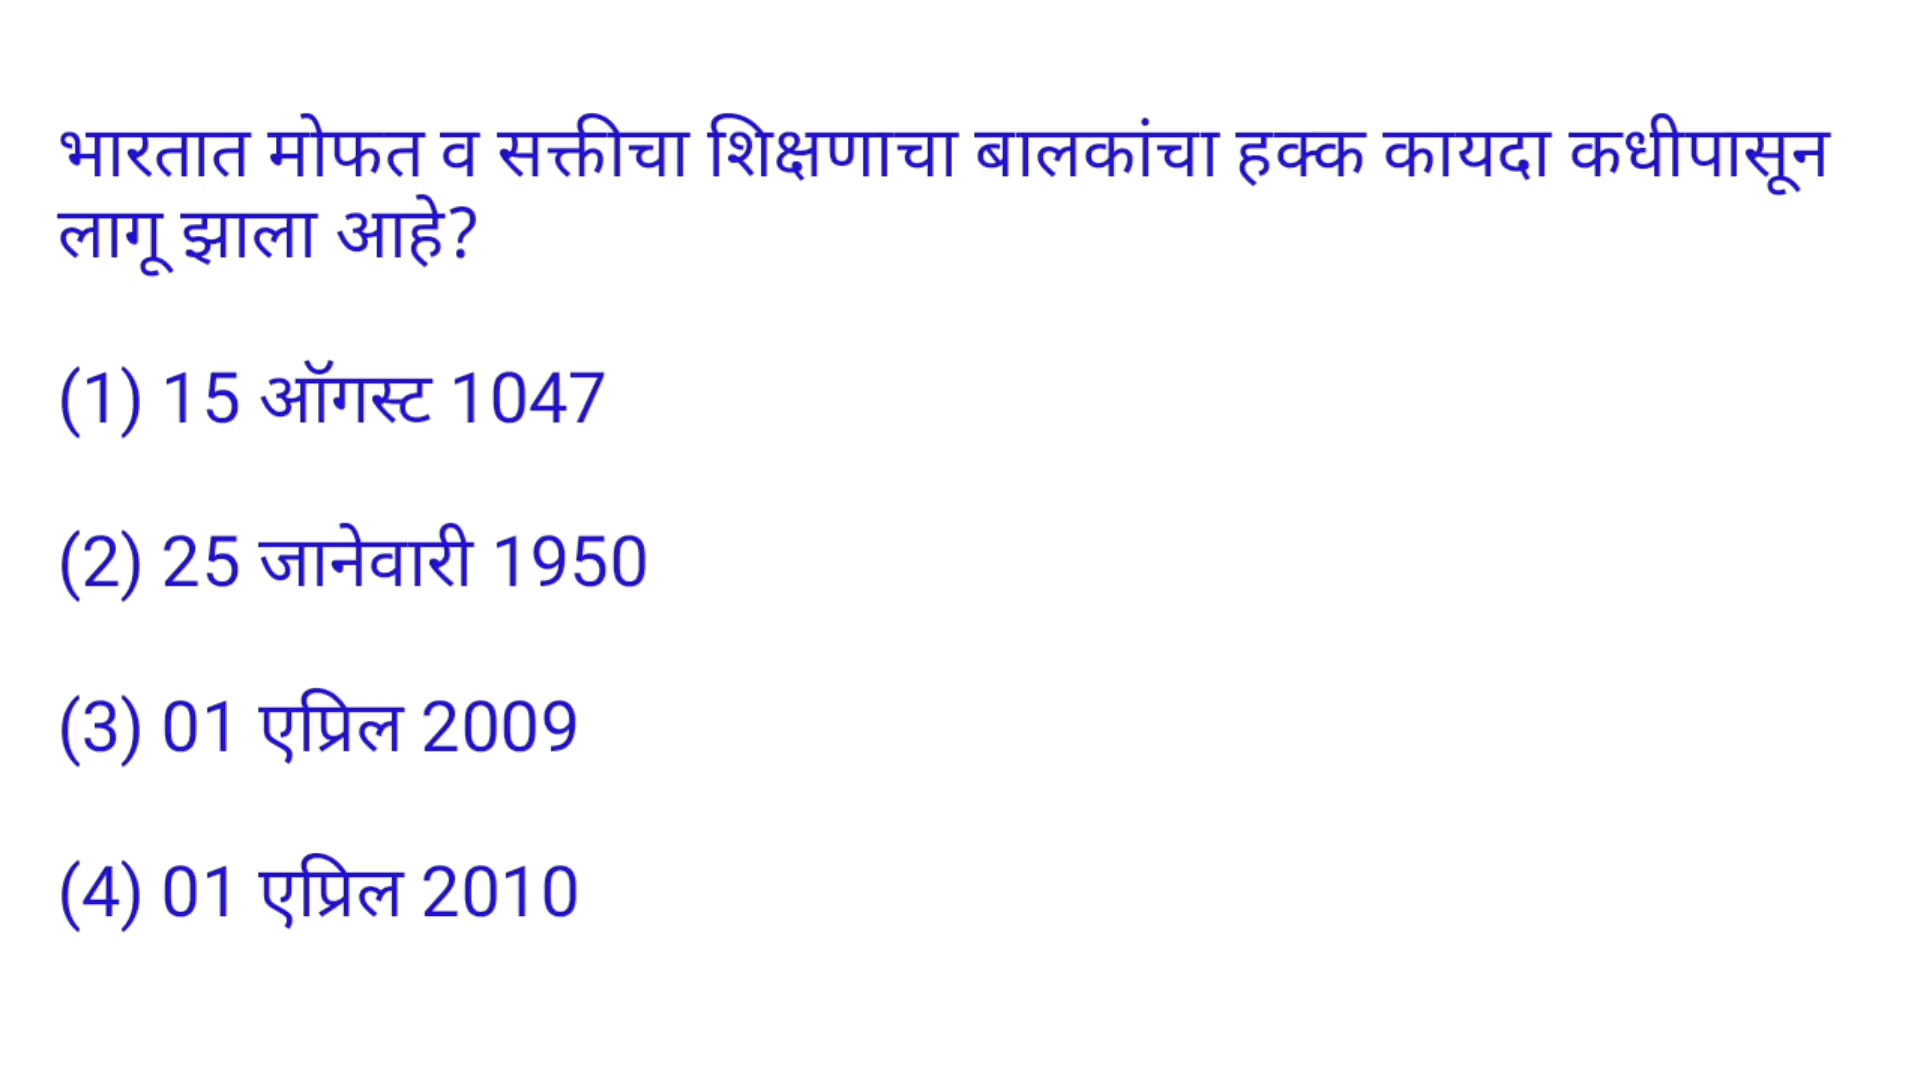 भारतात मोफत व सक्तीचा शिक्षणाचा बालकांचा हक्क कायदा कधीपासून
लागू झाला आहे?
(1) 15 ऑगस्ट 1047
(2) 25 जानेवारी 1950
(3) 01 एप्रिल 2009
(4) 01 एप्रिल 2010